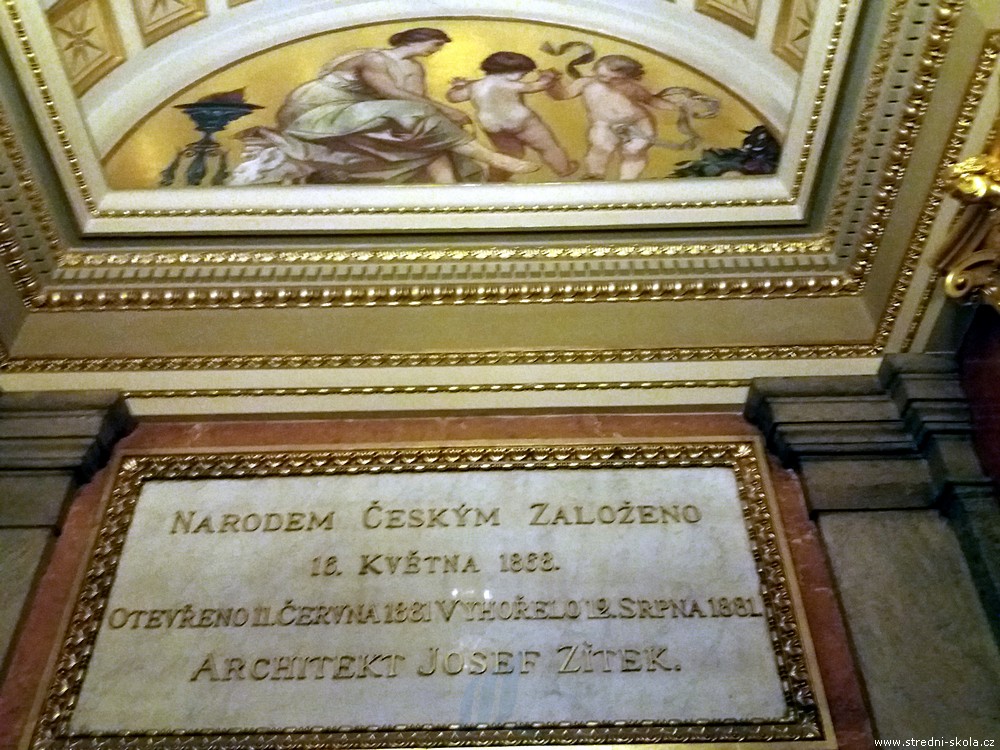 NARODEM ČESKÝM ZALOŽENO
16. KVĚTNA 1868.
OTEVŘENO 11. ČERVNA 1881 VYHOŘELO 12. SRPNA 1881.
ARCHITEKT JOSEF ZÍTEK.
www.stredni-skola.cz